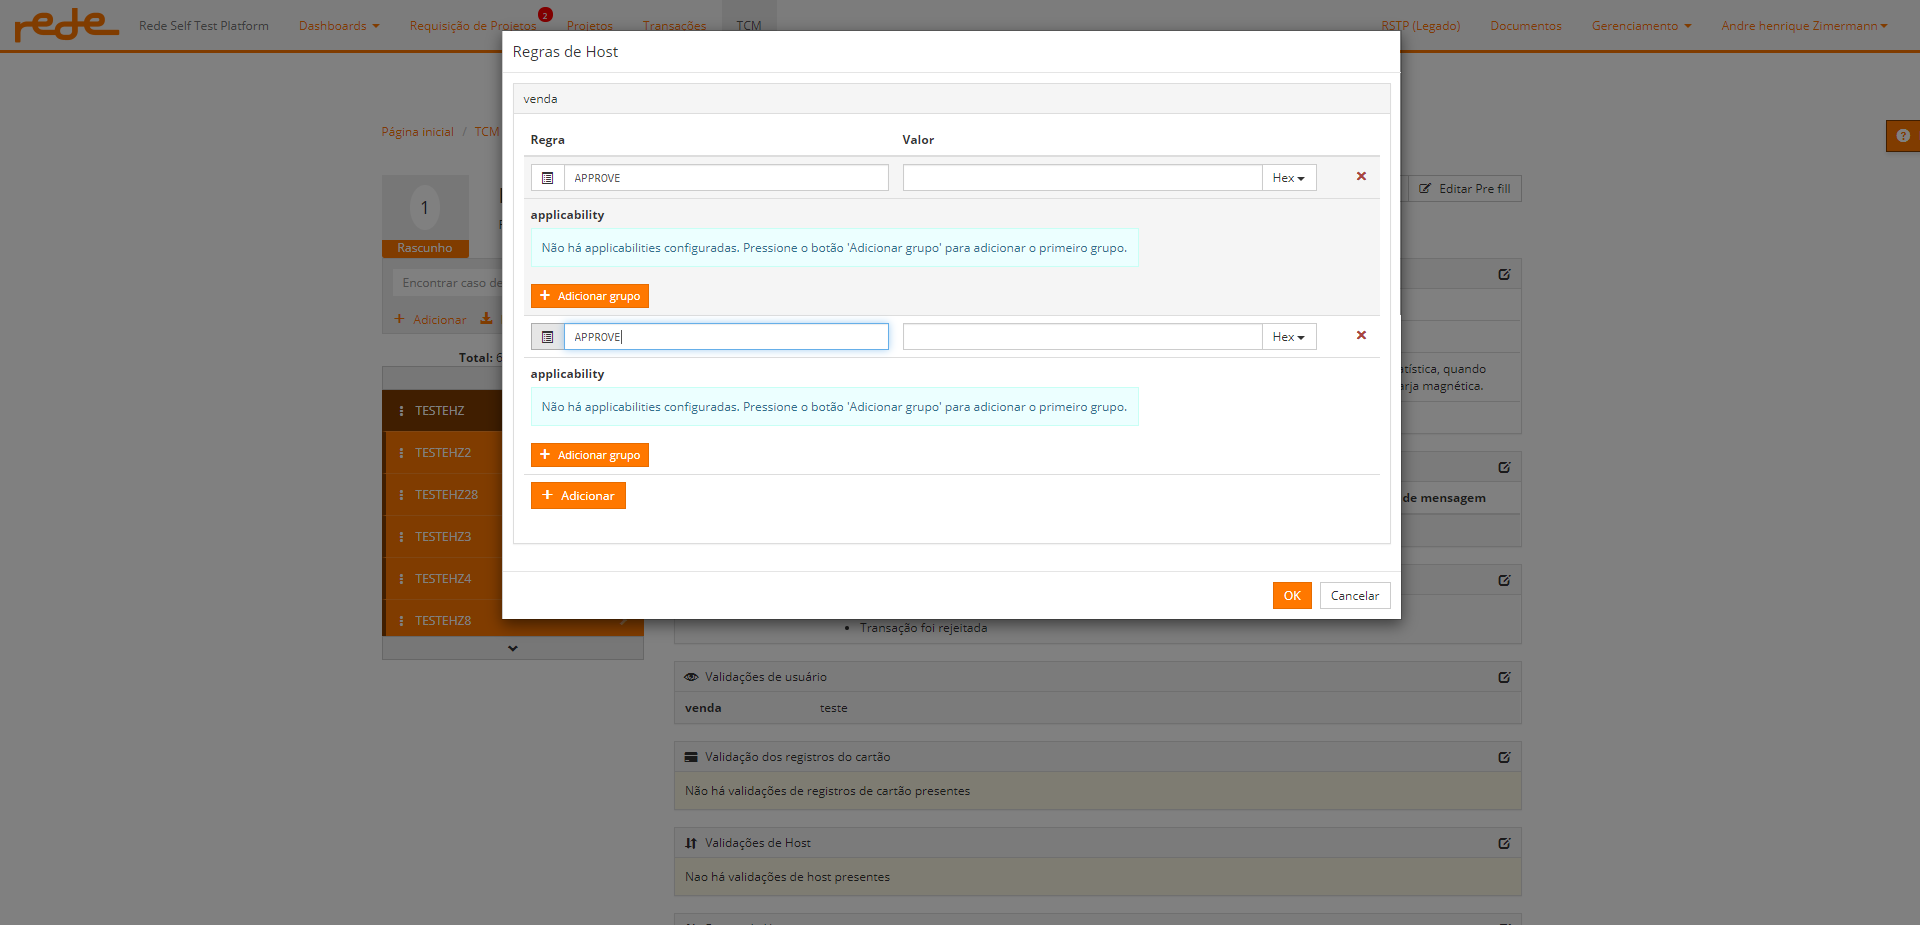 rede Rede Self Test Platform Dashboards Requisição de Projetos 2 Projetos Transações TCM RSTP (Legado) Documentos Gerenciamento Andre henrique Zimermann
Regras de Host
venda
Regra Valor
APPROVE Hex
applicability
Não há applicabilities configuradas. Pressione o botão 'Adicionar grupo' para adicionar o primeiro grupo.
Adicionar grupo
APPROVE Hex
applicability
Não há applicabilities configuradas. Pressione o botão 'Adicionar grupo' para adicionar o primeiro grupo.
Adicionar grupo
Adicionar
OK Cancelar
Página inicial / TCM
1
Rascunho
Editar Pre fill
Encontrar caso de
Adicionar
Total: 6
TESTEHZ
TESTEHZ2
TESTEHZ28
TESTEHZ3
TESTEHZ4
TESTEHZ8
quando
magnética.
de mensagem
Transação foi rejeitada
Validações de usuário
venda teste
Validação dos registros do cartão
Não há validações de registros de cartão presentes
Validações de Host
Nao há validações de host presentes